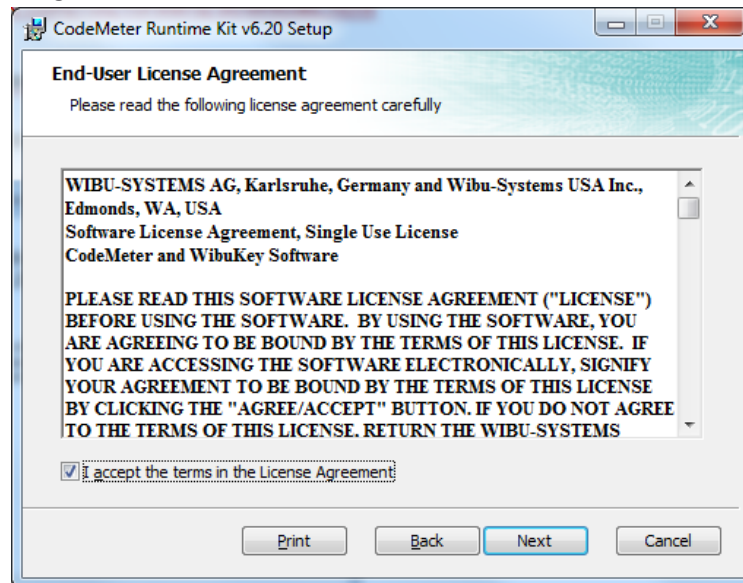 CodeMeter Runtime Kit v6.20 Setup
End-User License Agreement
Please read the following license agreement carefully
WIBU-SYSTEMS AG, Karlsruhe, Germany and Wibu-Systems USA Inc.,
Edmonds, WA, USA
Software License Agreement, Single Use License
CodeMeter and WibuKey Software
PLEASE READ THIS SOFTWARE LICENSE AGREEMENT ("LICENSE")
BEFORE USING THE SOFTWARE. BY USING THE SOFTWARE, YOU
ARE AGREEING TO BE BOUND BY THE TERMS OF THIS LICENSE. IF
YOU ARE ACCESSING THE SOFTWARE ELECTRONICALLY, SIGNIFY
YOUR AGREEMENT TO BE BOUND BY THE TERMS OF THIS LICENSE
BY CLICKING THE "AGREE/ACCEPT" BUTTON. IF YOU DO NOT AGREE
TO THE TERMS OF THIS LICENSE, RETURN THE WIBU-SYSTEMS
I accept the terms in the License Agreement
Print Back Next Cancel